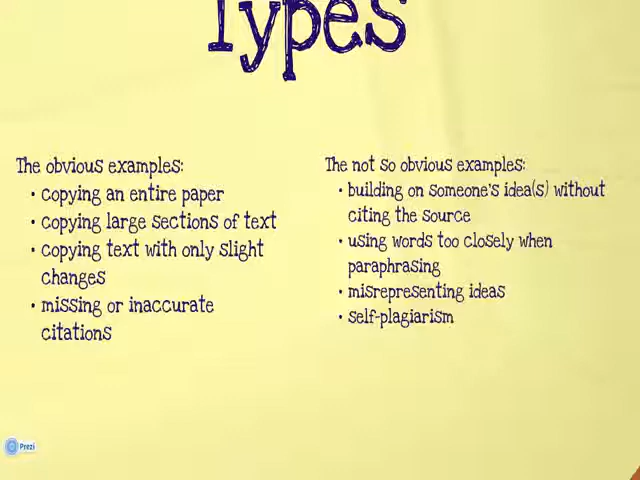 Types
The obvious examples:
• copying an entire paper
• copying large sections of text
• copying text with only slight
changes
• missing or inaccurate
citations
The not so obvious examples:
• building on someone's idea(s) without
citing the source
• using words too closely when
paraphrasing
• misrepresenting ideas
• self-plagiarism
Prezi